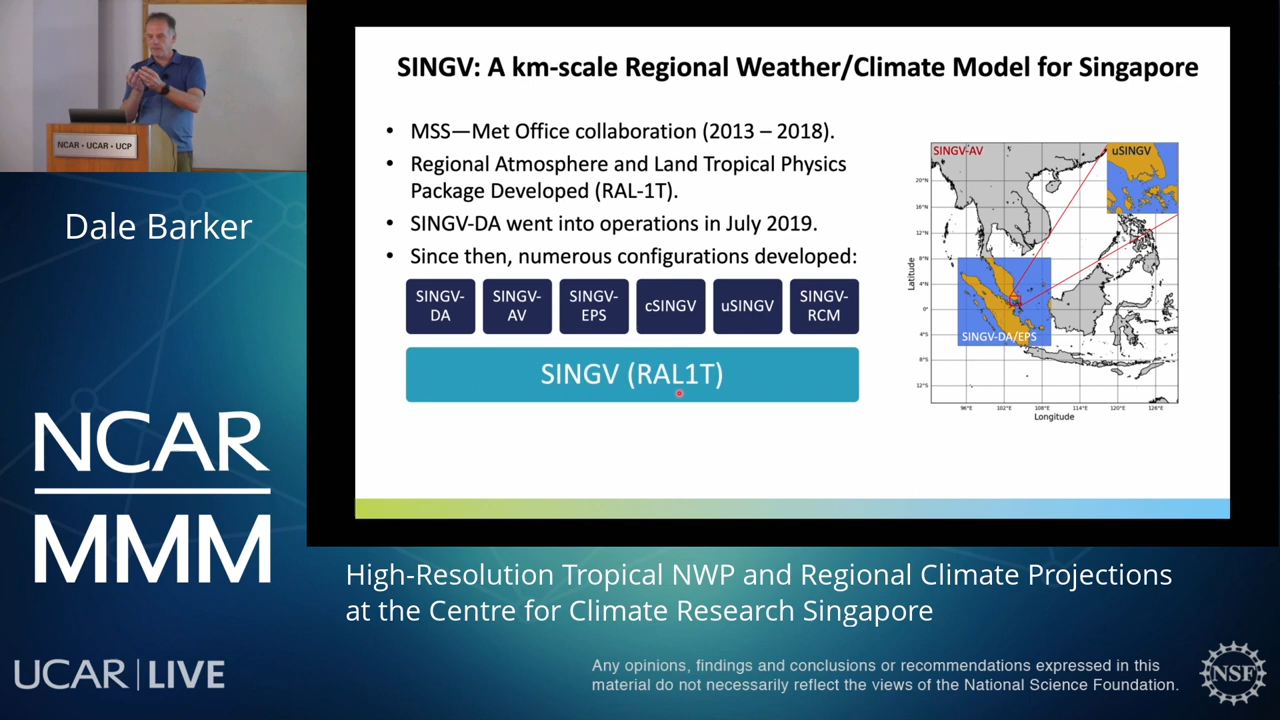 NCAR • UCAR • UCP
Dale Barker
NCAR
MMM
UCAR | LIVE
SINGV: A km-scale Regional Weather/Climate Model for Singapore
• MSS—Met Office collaboration (2013 – 2018).
• Regional Atmosphere and Land Tropical Physics
Package Developed (RAL-1T).
• SINGV-DA went into operations in July 2019.
• Since then, numerous configurations developed:
SINGV-
DA
SINGV-
AV
SINGV-
EPS
cSINGV
uSINGV
SINGV-
RCM
SINGV (RAL1T)
SINGV-AV
uSINGV
SINGV-DA/EPS
20°N
16°N
12°N
8°N
4°N
0°
4°S
8°S
12°S
Latitude
96°E
102°E
108°E
114°E
120°E
126°E
Longitude
High-Resolution Tropical NWP and Regional Climate Projections
at the Centre for Climate Research Singapore
Any opinions, findings and conclusions or recommendations expressed in this
material do not necessarily reflect the views of the National Science Foundation.
NSF